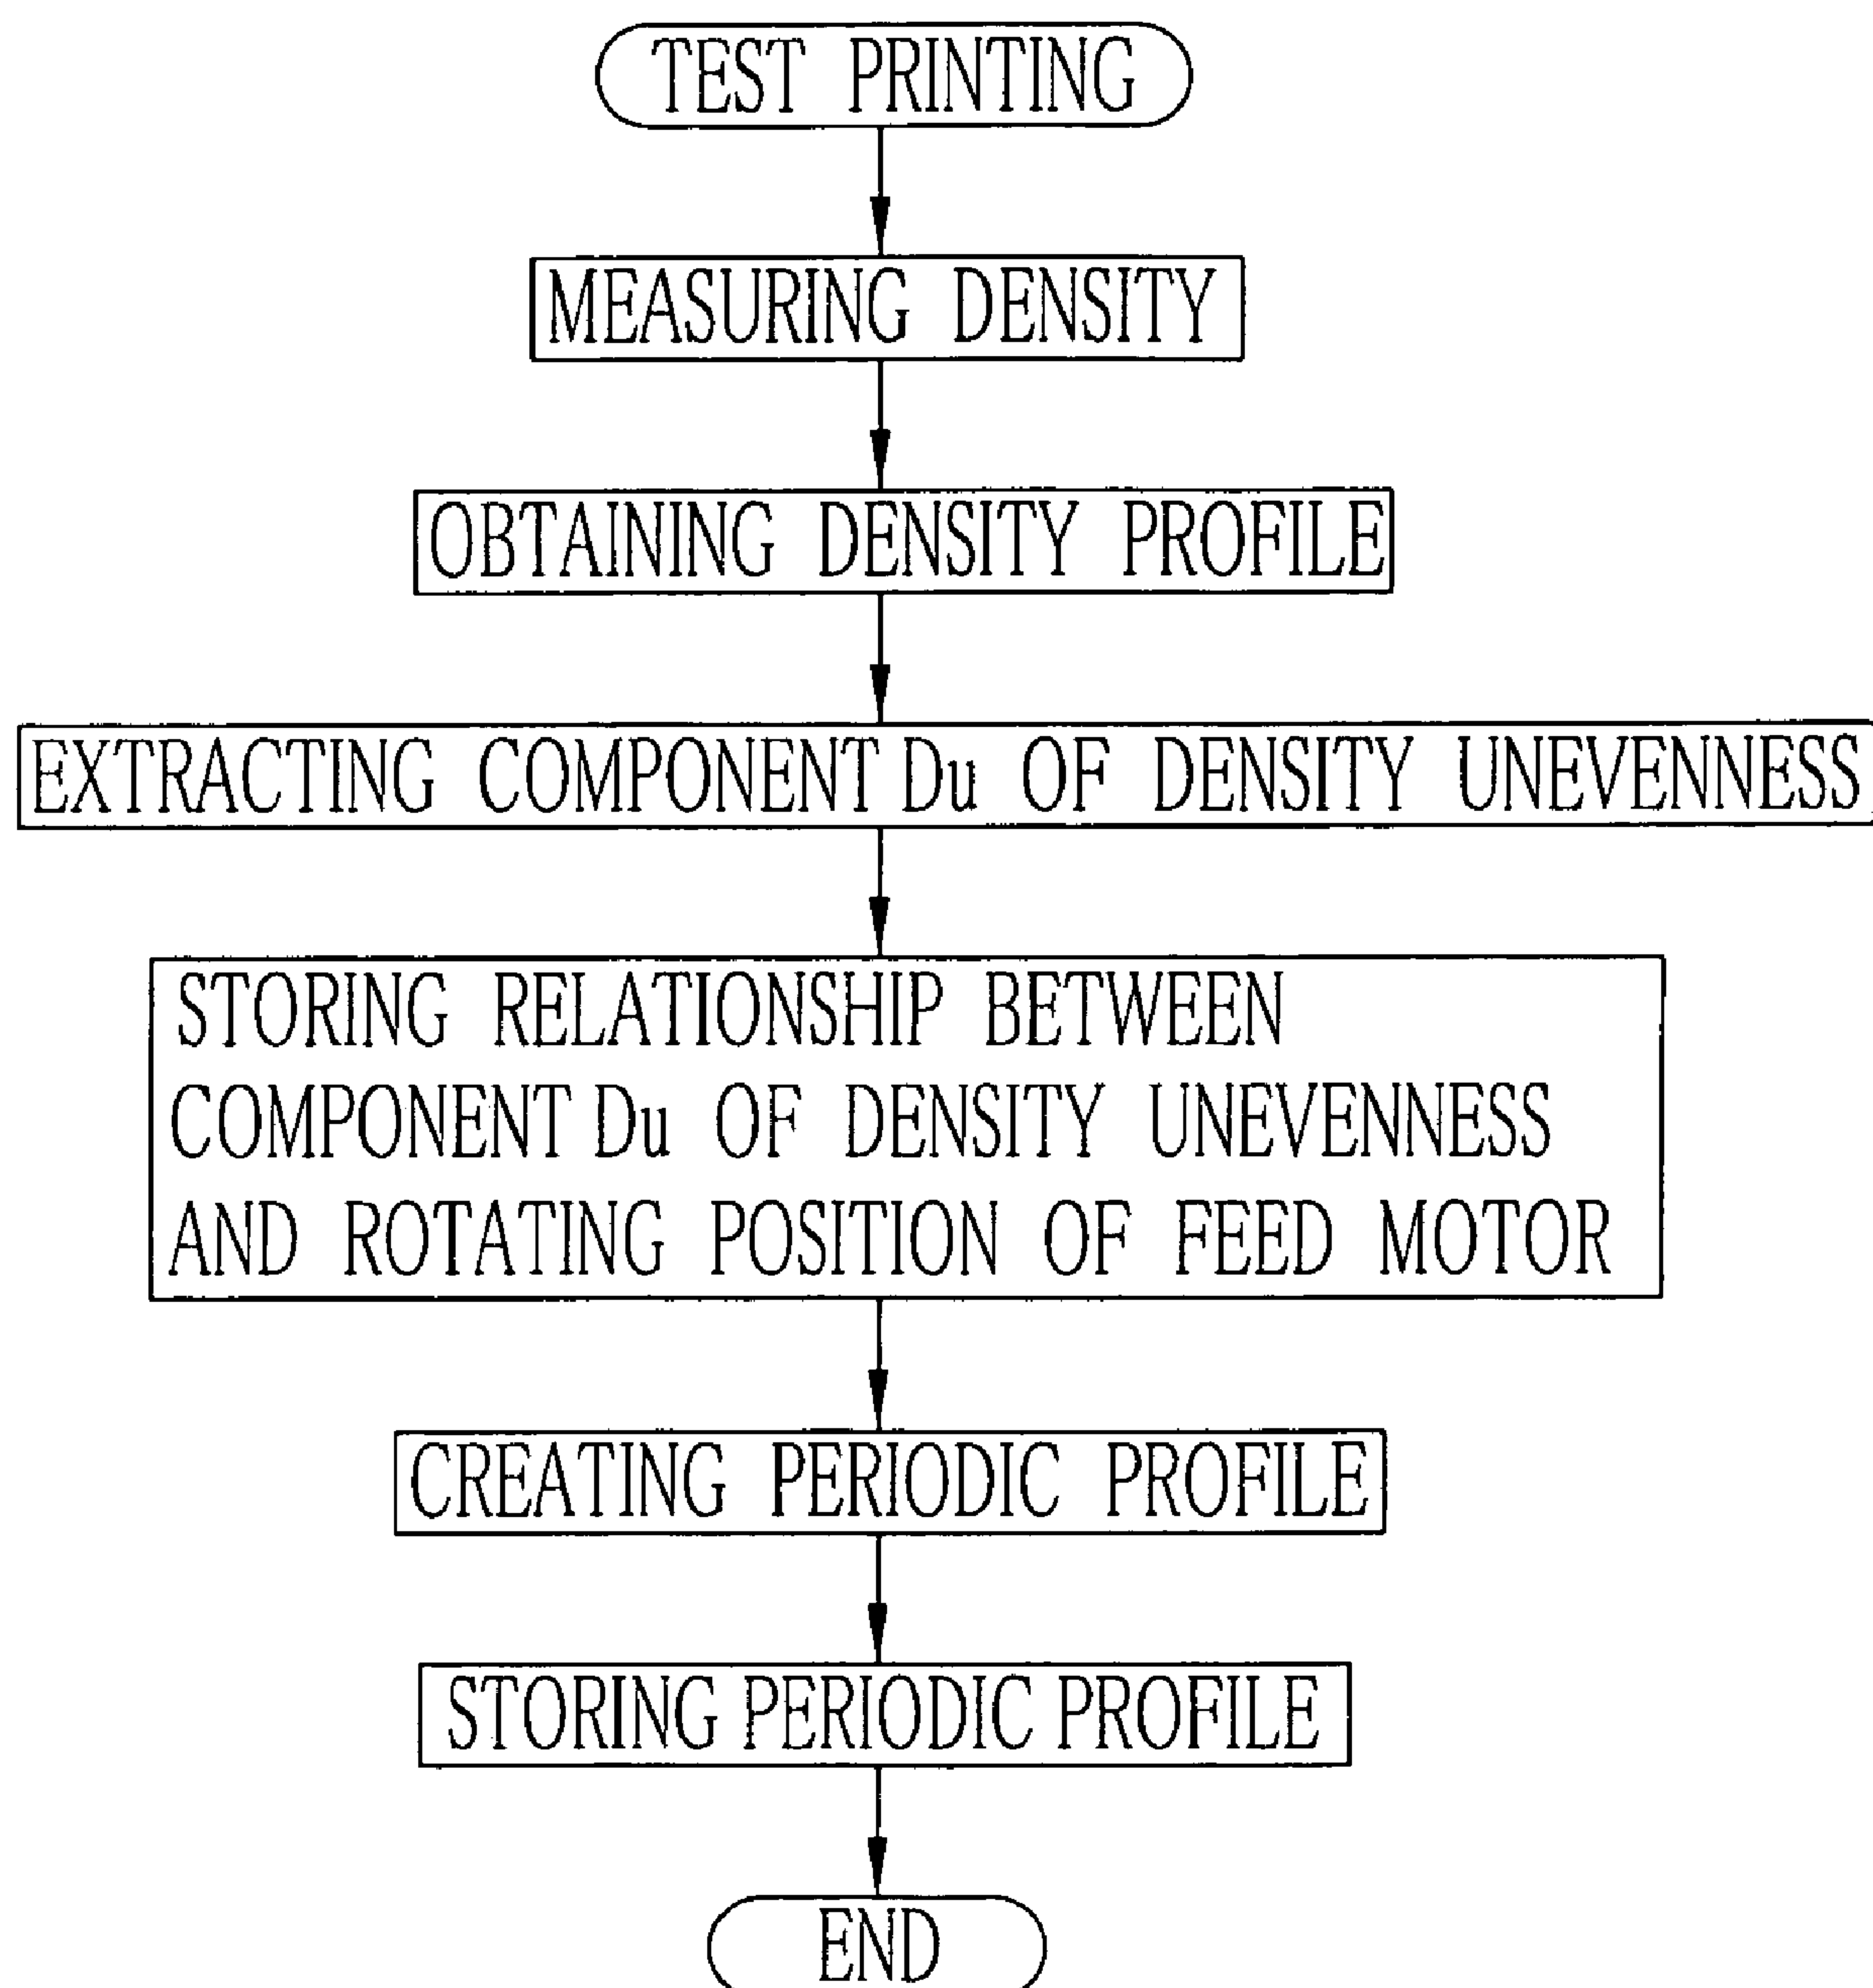 TEST PRINTING
MEASURING DENSITY
OBTAINING DENSITY PROFILE
EXTRACTING COMPONENT Du OF DENSITY UNEVENNESS
STORING RELATIONSHIP BETWEEN
COMPONENT Du OF DENSITY UNEVENNESS
AND ROTATING POSITION OF FEED MOTOR
CREATING PERIODIC PROFILE
STORING PERIODIC PROFILE
END